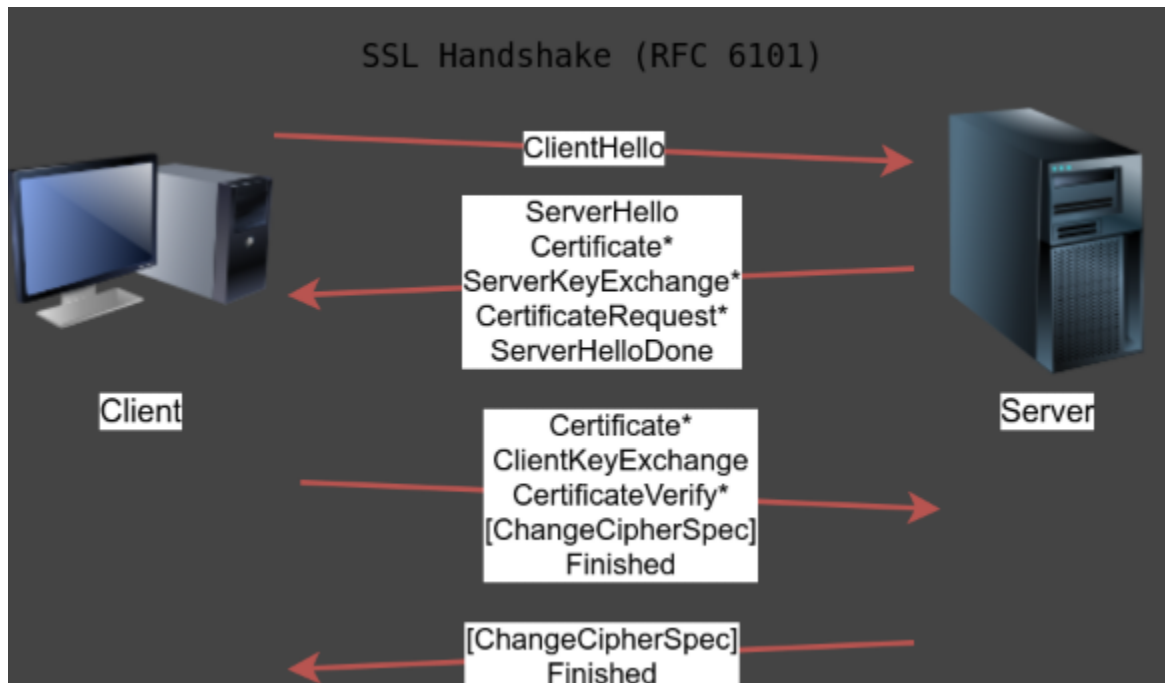 SSL Handshake (RFC 6101)
ClientHello
ServerHello
Certificate*
ServerKeyExchange*
CertificateRequest*
ServerHelloDone
Client
Server
Certificate*
ClientKeyExchange
CertificateVerify*
[ChangeCipherSpec]
Finished
[ChangeCipherSpec]
Finished